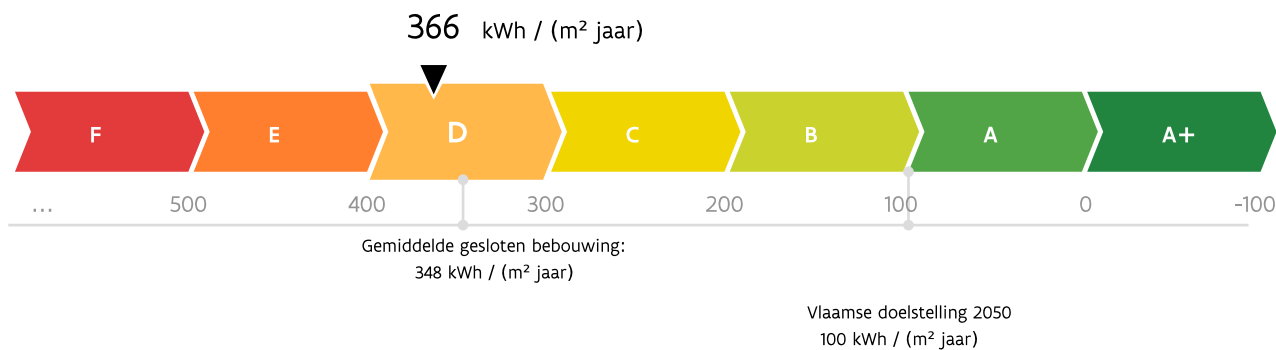 366 kWh / (m² jaar)
F E D C B A A+
... 500 400 300 200 100 0 -100
Gemiddelde gesloten bebouwing:
348 kWh / (m² jaar)
Vlaamse doelstelling 2050
100 kWh / (m² jaar)